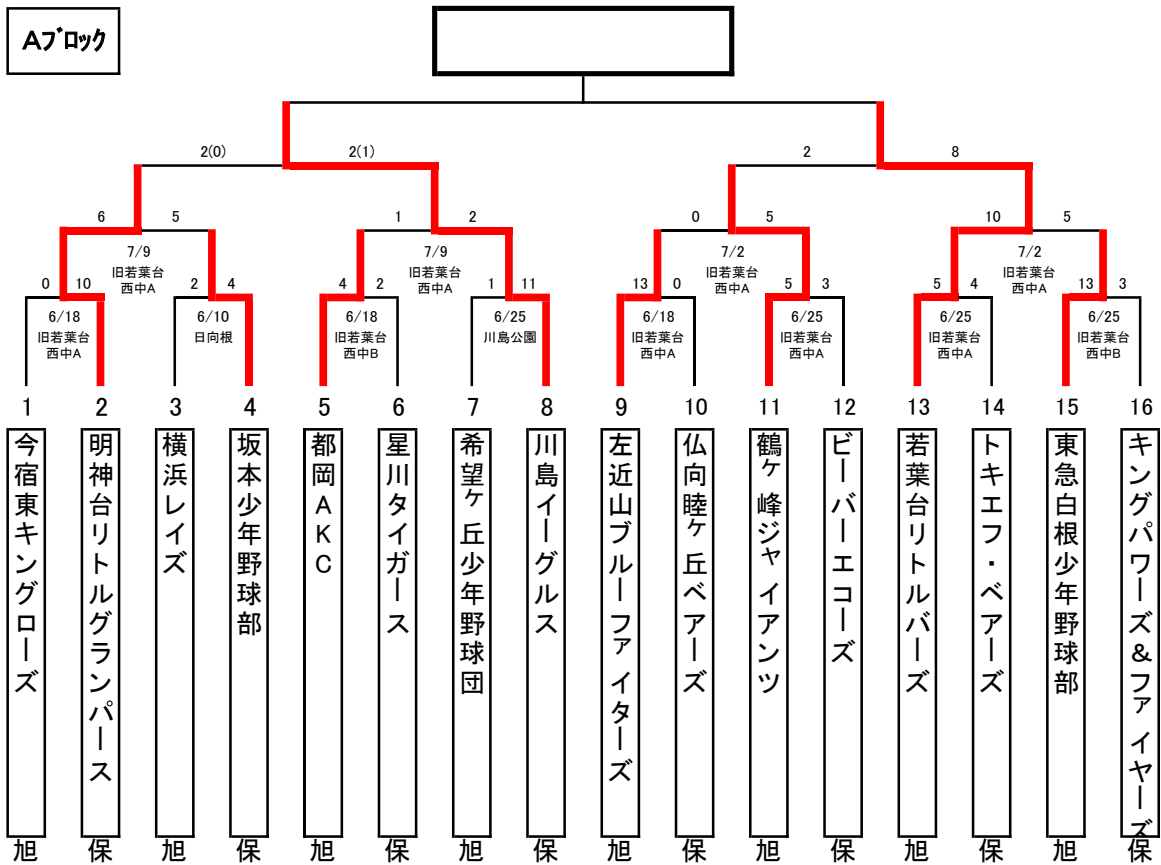 Aブロック
2(0) 2(1) 2 8
6 5 1 2 0 5 10 5
7/9
旧若葉台
西中A
7/9
旧若葉台
西中A
7/2
旧若葉台
西中A
7/2
旧若葉台
西中A
0 10 2 4 4 2 1 11 13 0 5 3 5 4 13 3
6/18
旧若葉台
西中A
6/10
日向根
6/18
旧若葉台
西中B
6/25
川島公園
6/18
旧若葉台
西中A
6/25
旧若葉台
西中A
6/25
旧若葉台
西中A
6/25
旧若葉台
西中B
1 2 3 4 5 6 7 8 9 10 11 12 13 14 15 16
今宿東キングローズ
明神台リトルグランパース
横浜レイズ
坂本少年野球部
都岡AKC
星川タイガース
希望ヶ丘少年野球団
川島イーグルス
左近山ブルーファイターズ
仏向睦ヶ丘ベアーズ
鶴ヶ峰ジャイアンツ
ビーバーエコーズ
若葉台リトルバーズ
トキエフ・ベアーズ
東急白根少年野球部
キングパワーズ&ファイヤーズ
旭 保 旭 保 旭 保 旭 保 旭 保 旭 保 旭 保 旭 保